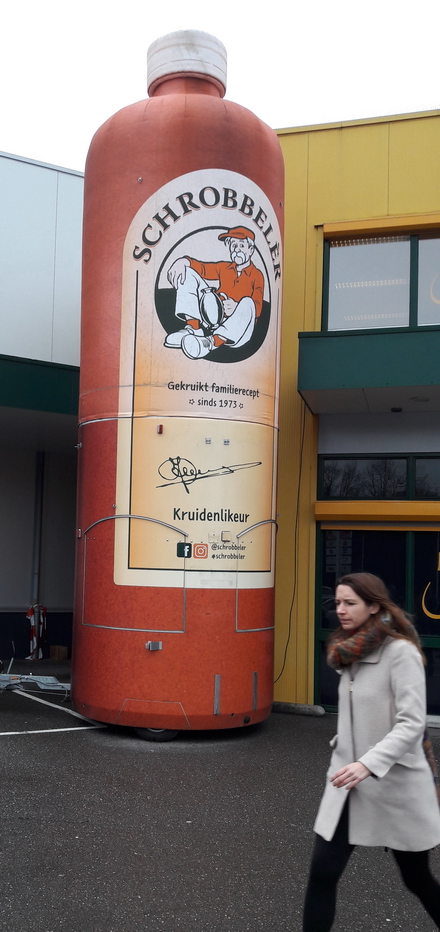 SCHROBBELER
Gekruikt familierecept
sinds 1973
Kruidenlikeur
@schrobbeler
#schrobbeler